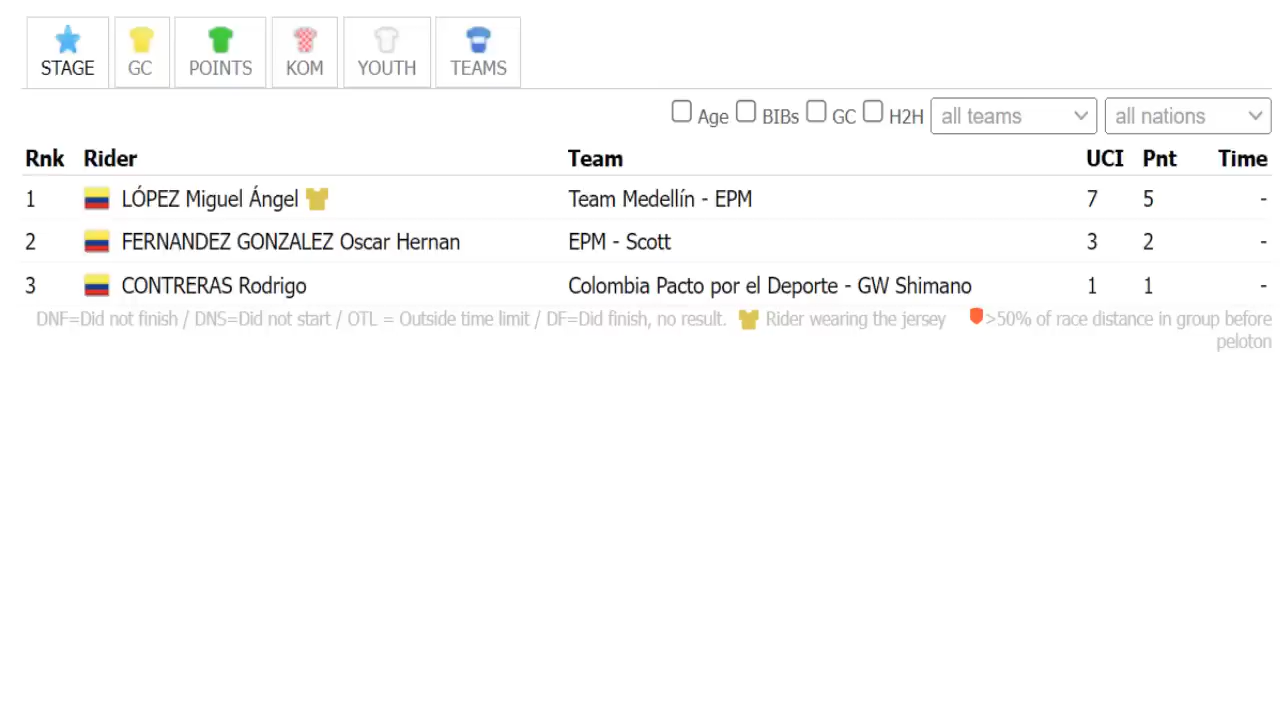 STAGE GC POINTS KOM YOUTH TEAMS
Age BIBs GC H2H all teams all nations
Rnk Rider Team UCI Pnt Time
1 LÓPEZ Miguel Ángel Team Medellín - EPM 7 5 -
2 FERNANDEZ GONZALEZ Oscar Hernan EPM - Scott 3 2 -
3 CONTRERAS Rodrigo Colombia Pacto por el Deporte - GW Shimano 1 1 -
DNF=Did not finish / DNS=Did not start / OTL = Outside time limit / DF=Did finish, no result. Rider wearing the jersey >50% of race distance in group before
peloton